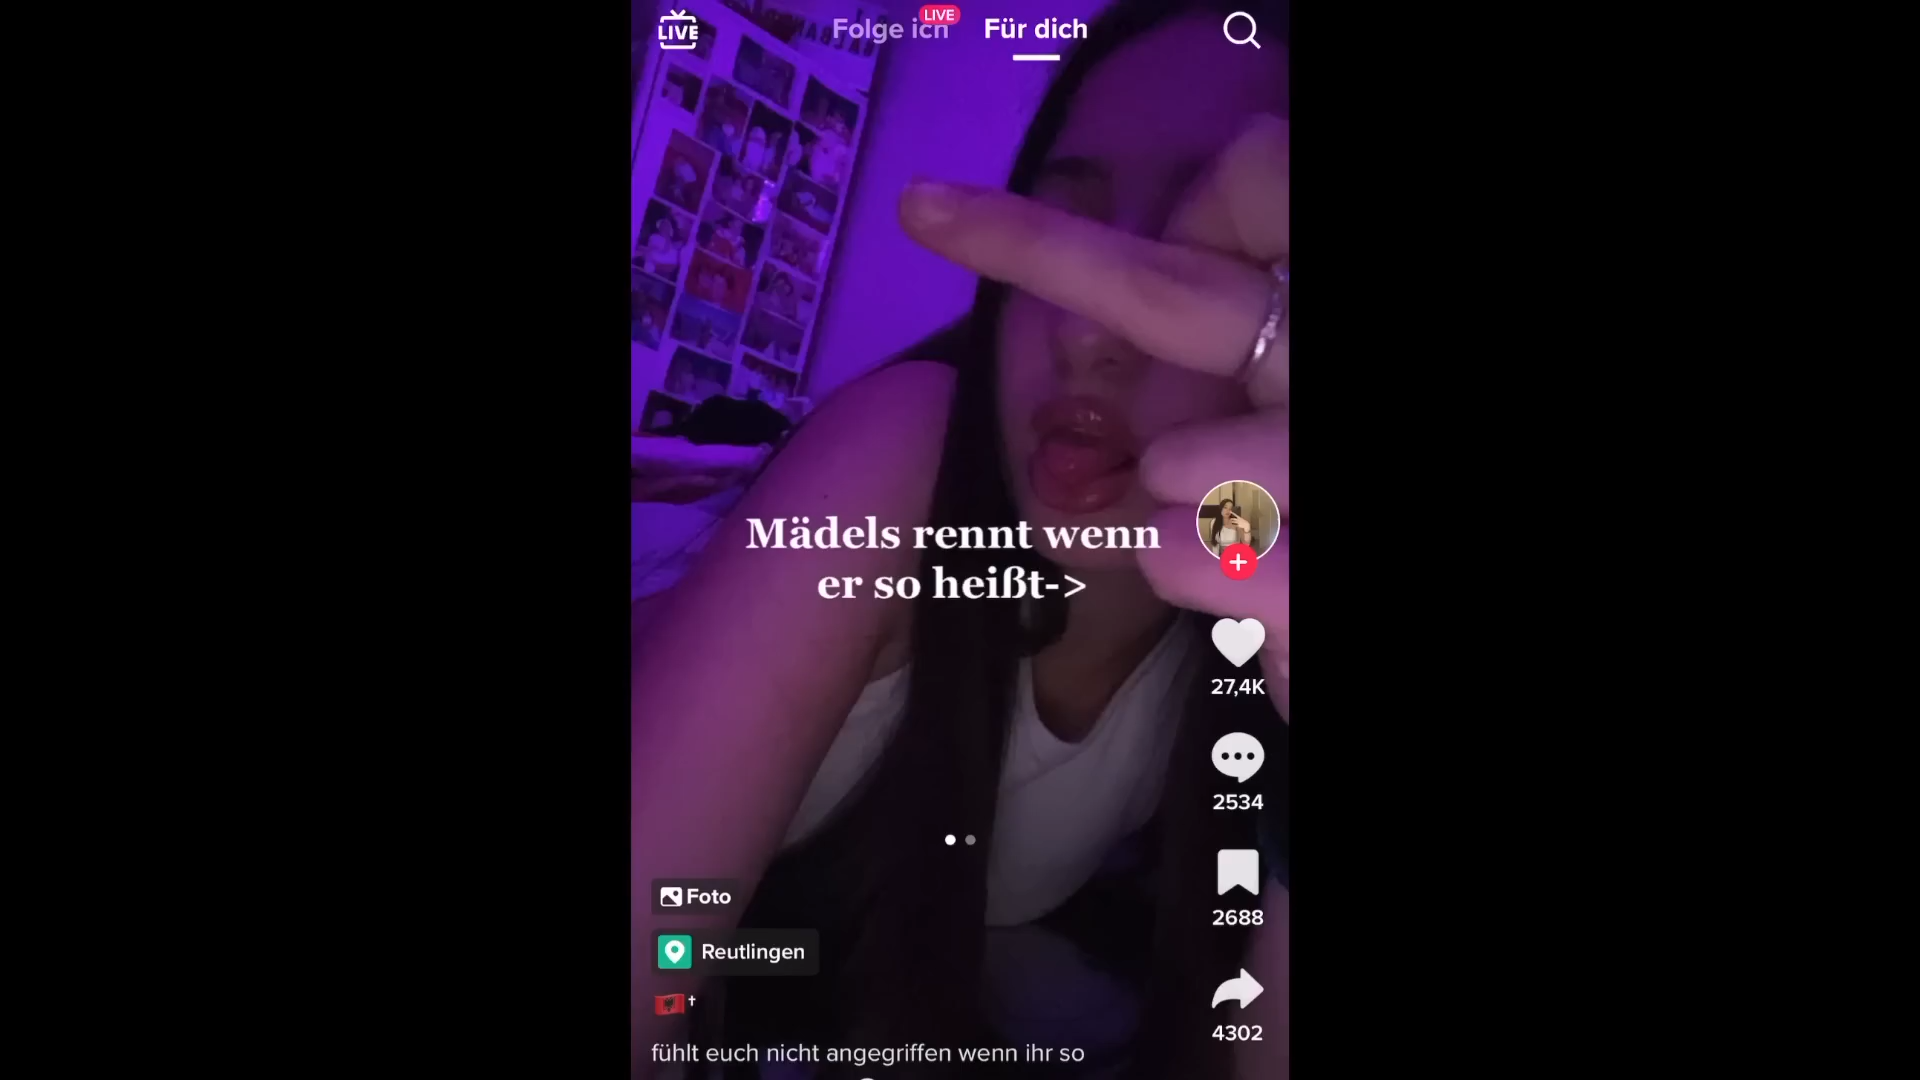 LIVE
Folge ich
LIVE
Für dich
Mädels rennt wenn
er so heißt->
27,4K
2534
2688
4302
Foto
Reutlingen
🇦🇱†
fühlt euch nicht angegriffen wenn ihr so